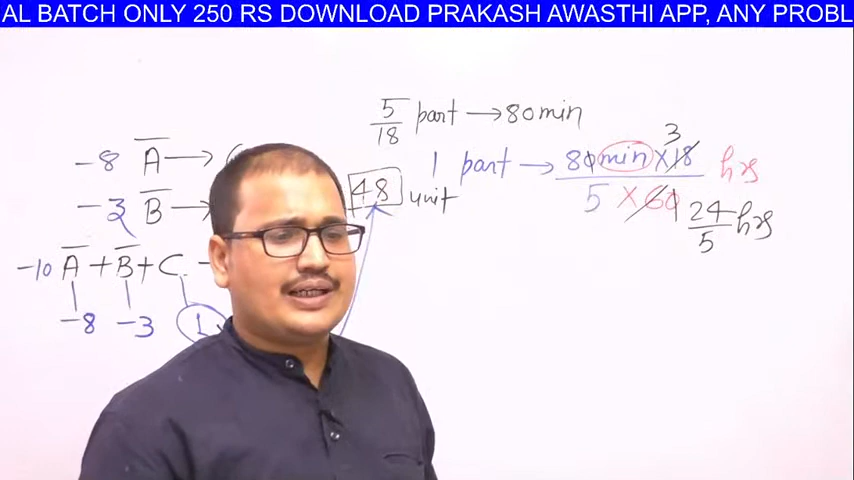 AL BATCH ONLY 250 RS DOWNLOAD PRAKASH AWASTHI APP, ANY PROBL
5/18 part → 80 min
1 part → 80 min × 18 / 5 × 60 hrs
3
24/5 hrs
48 unit
-8 A̅ →
-3 B̅ →
-10 A̅ + B̅ + C -
-8 -3 1